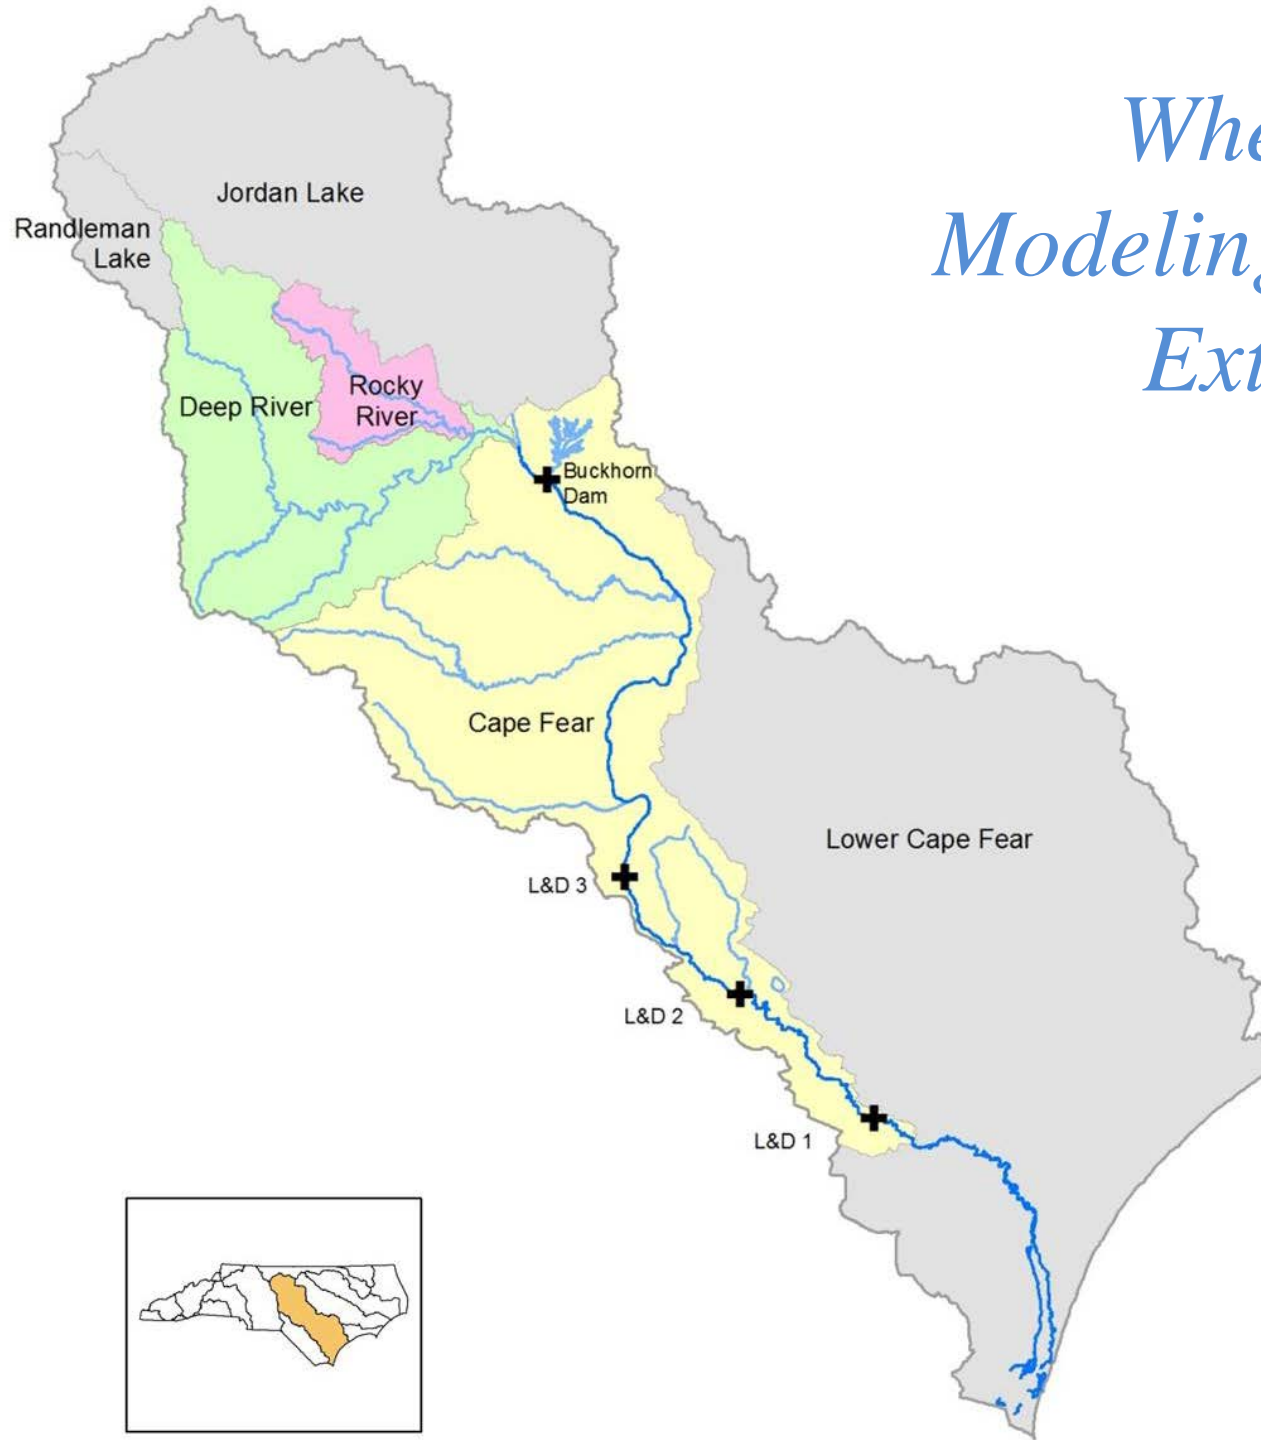 Whe
Modeling
Ext
Jordan Lake
Randleman
Lake
Rocky
River
Deep River
Buckhorn
Dam
Cape Fear
Lower Cape Fear
L&D 3
L&D 2
L&D 1